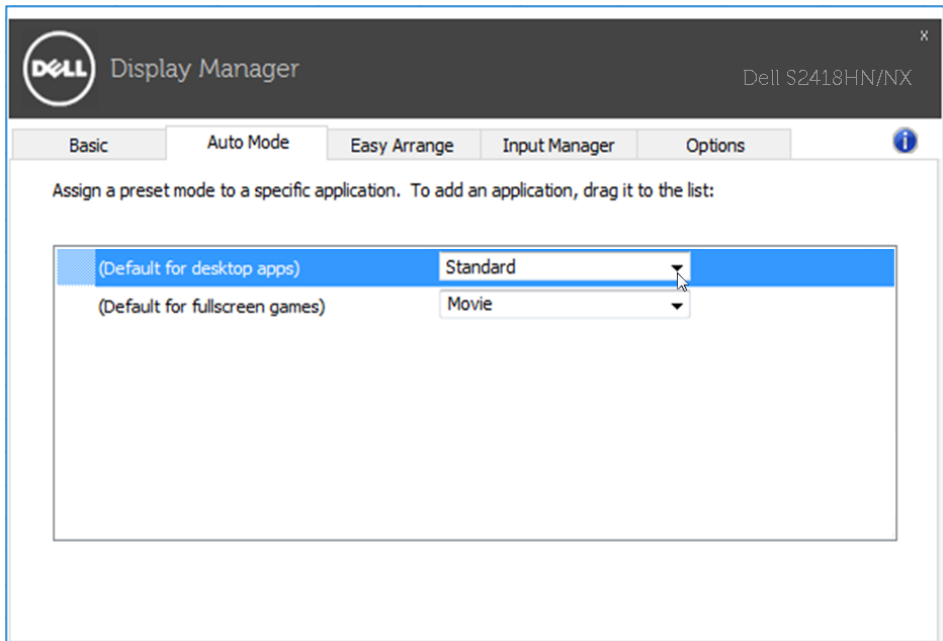 x
DELL
Display Manager
Dell S2418HN/NX
Basic Auto Mode Easy Arrange Input Manager Options
i
Assign a preset mode to a specific application. To add an application, drag it to the list:
(Default for desktop apps) Standard
(Default for fullscreen games) Movie